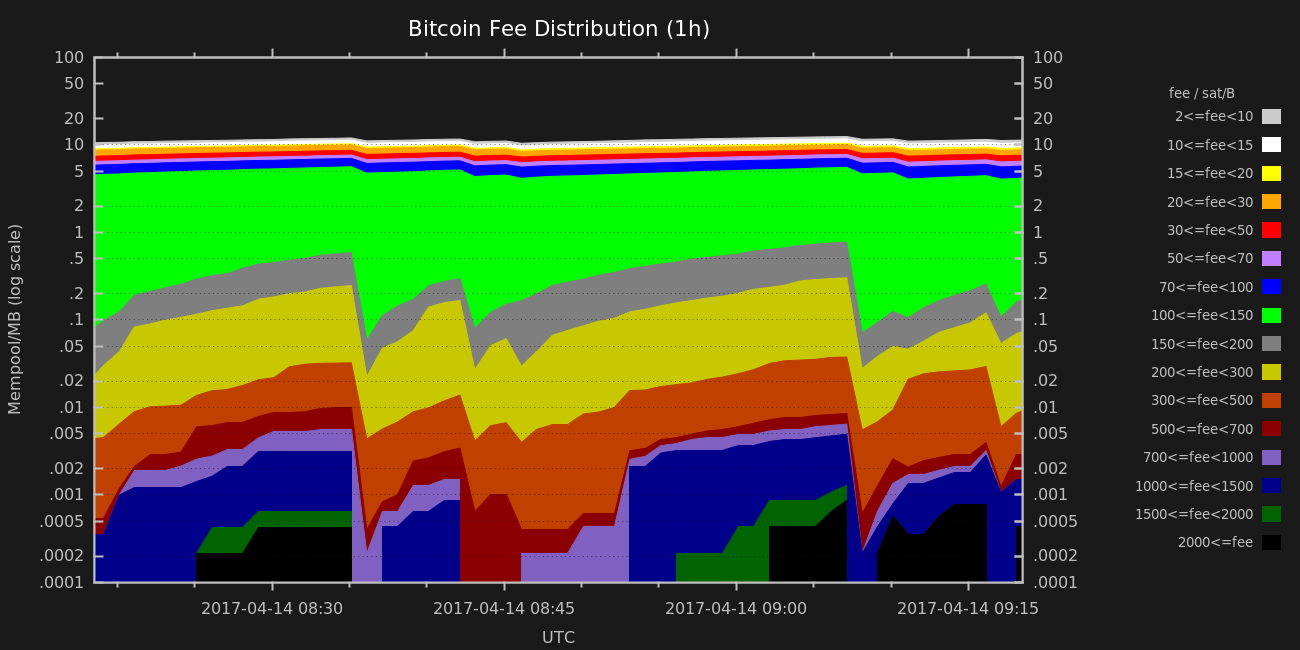 Bitcoin Fee Distribution (1h)
Mempool/MB (log scale)
100
50
20
10
5
2
1
.5
.2
.1
.05
.02
.01
.005
.002
.001
.0005
.0002
.0001
100
50
20
10
5
2
1
.5
.2
.1
.05
.02
.01
.005
.002
.001
.0005
.0002
.0001
2017-04-14 08:30
2017-04-14 08:45
2017-04-14 09:00
2017-04-14 09:15
UTC
fee / sat/B
2<=fee<10
10<=fee<15
15<=fee<20
20<=fee<30
30<=fee<50
50<=fee<70
70<=fee<100
100<=fee<150
150<=fee<200
200<=fee<300
300<=fee<500
500<=fee<700
700<=fee<1000
1000<=fee<1500
1500<=fee<2000
2000<=fee